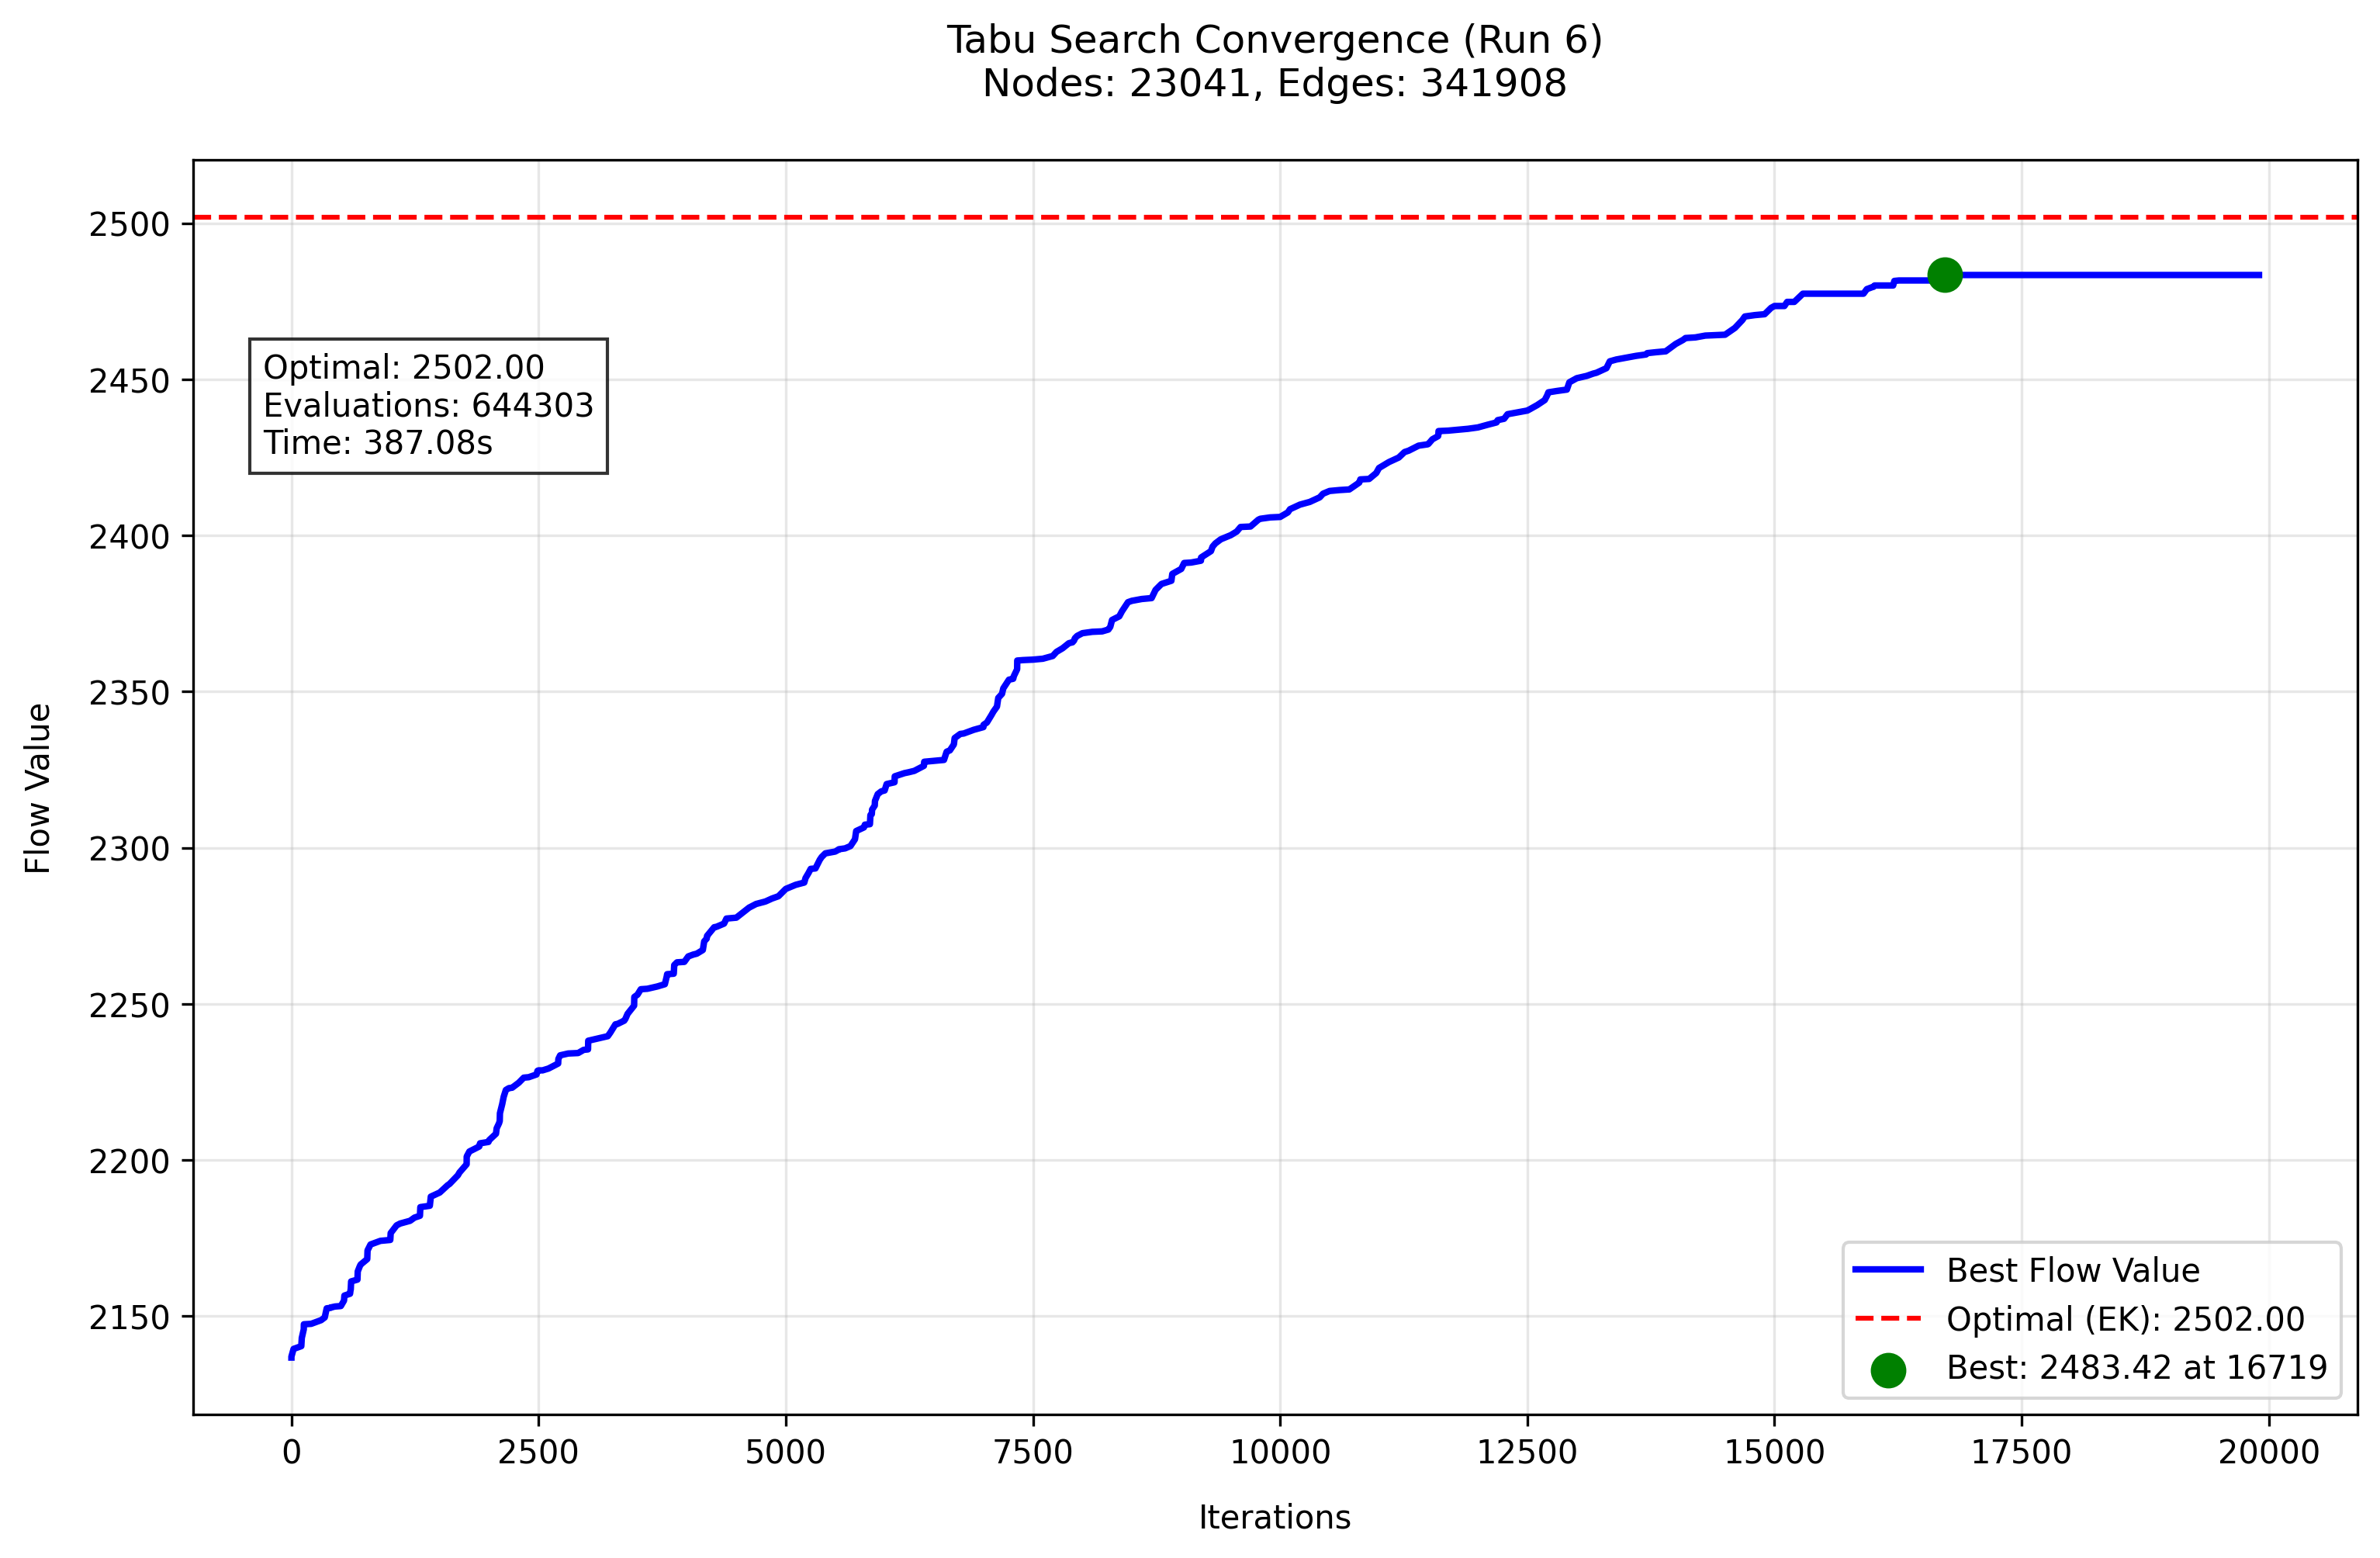 Tabu Search Convergence (Run 6)
Nodes: 23041, Edges: 341908
Flow Value
2500
2450
2400
2350
2300
2250
2200
2150
Optimal: 2502.00
Evaluations: 644303
Time: 387.08s
Best Flow Value
Optimal (EK): 2502.00
Best: 2483.42 at 16719
0 2500 5000 7500 10000 12500 15000 17500 20000
Iterations